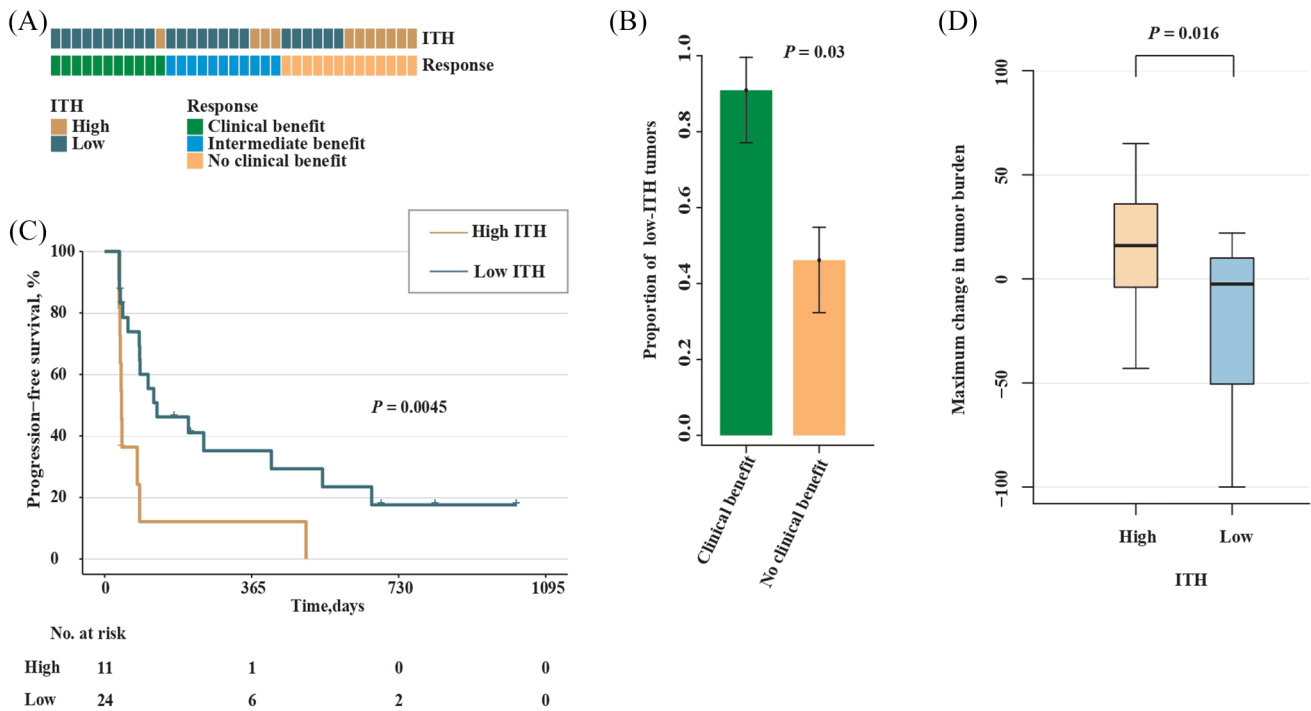 (A)
ITH
Response
ITH
High
Low
Response
Clinical benefit
Intermediate benefit
No clinical benefit
(B)
P = 0.03
Proportion of low-ITH tumors
1.0
0.8
0.6
0.4
0.2
0.0
Clinical benefit
No clinical benefit
(C)
High ITH
Low ITH
Progression−free survival, %
100
80
60
40
20
0
P = 0.0045
0 365 730 1095
Time,days
No. at risk
High 11 1 0 0
Low 24 6 2 0
(D)
P = 0.016
Maximum change in tumor burden
100
50
0
−50
−100
High Low
ITH